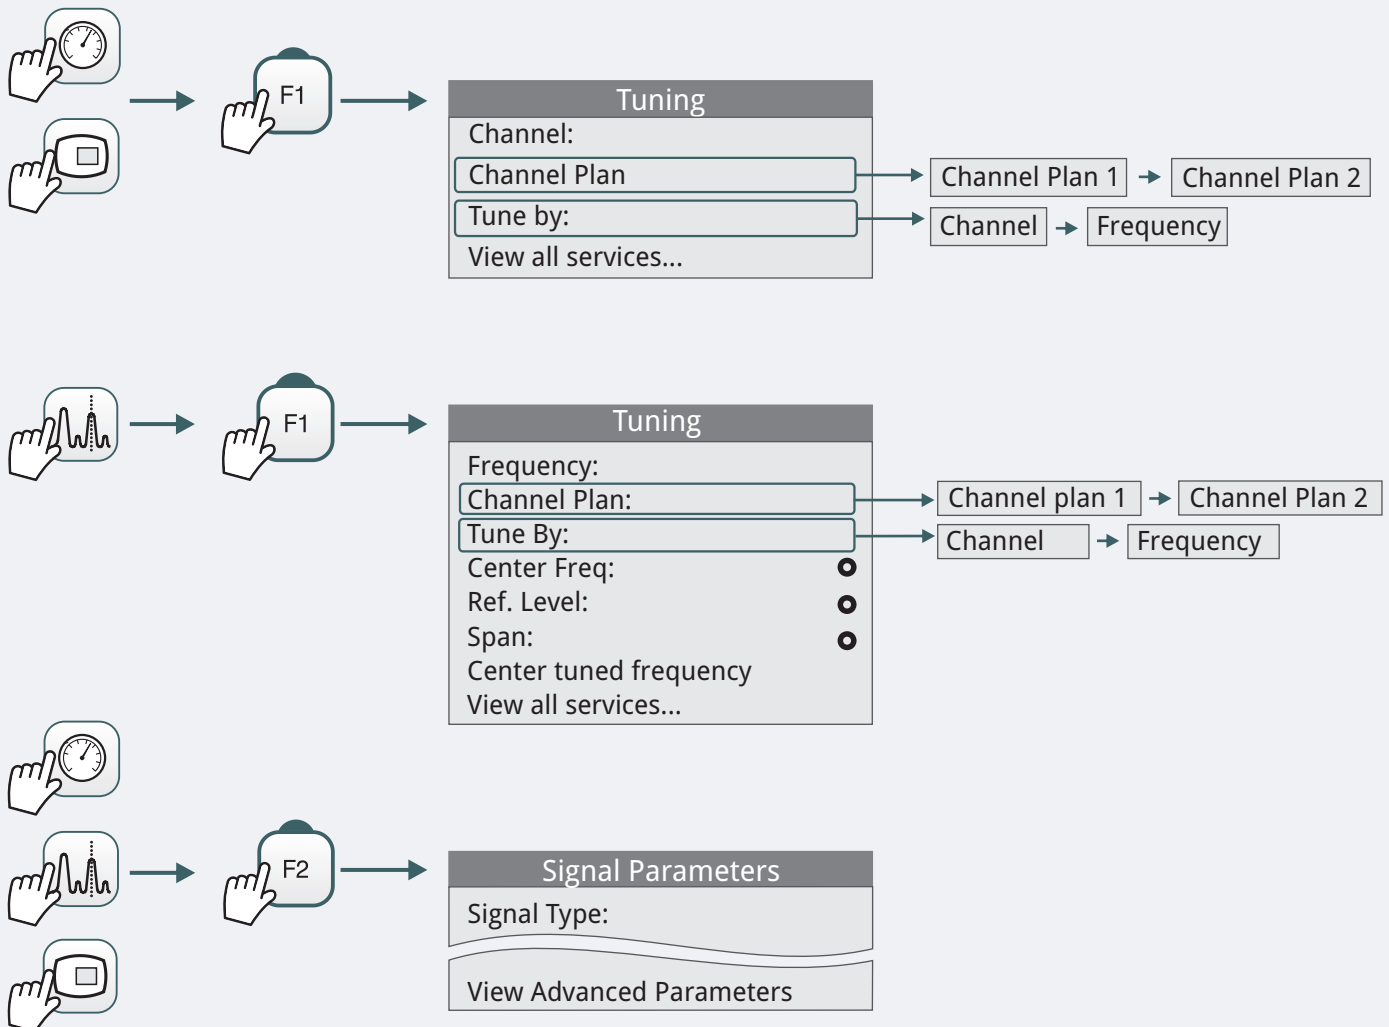 F1
Tuning
Channel:
Channel Plan
Channel Plan 1
Channel Plan 2
Tune by:
Channel
Frequency
View all services...
F1
Tuning
Frequency:
Channel Plan:
Channel plan 1
Channel Plan 2
Tune By:
Channel
Frequency
Center Freq:
Ref. Level:
Span:
Center tuned frequency
View all services...
F2
Signal Parameters
Signal Type:
View Advanced Parameters